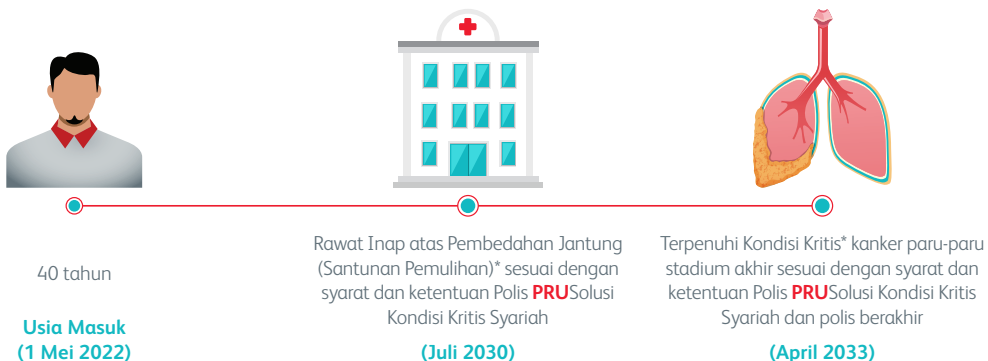 40 tahun
Usia Masuk
(1 Mei 2022)
Rawat Inap atas Pembedahan Jantung
(Santunan Pemulihan)* sesuai dengan
syarat dan ketentuan Polis PRUSolusi
Kondisi Kritis Syariah
(Juli 2030)
Terpenuhi Kondisi Kritis* kanker paru-paru
stadium akhir sesuai dengan syarat dan
ketentuan Polis PRUSolusi Kondisi Kritis
Syariah dan polis berakhir
(April 2033)